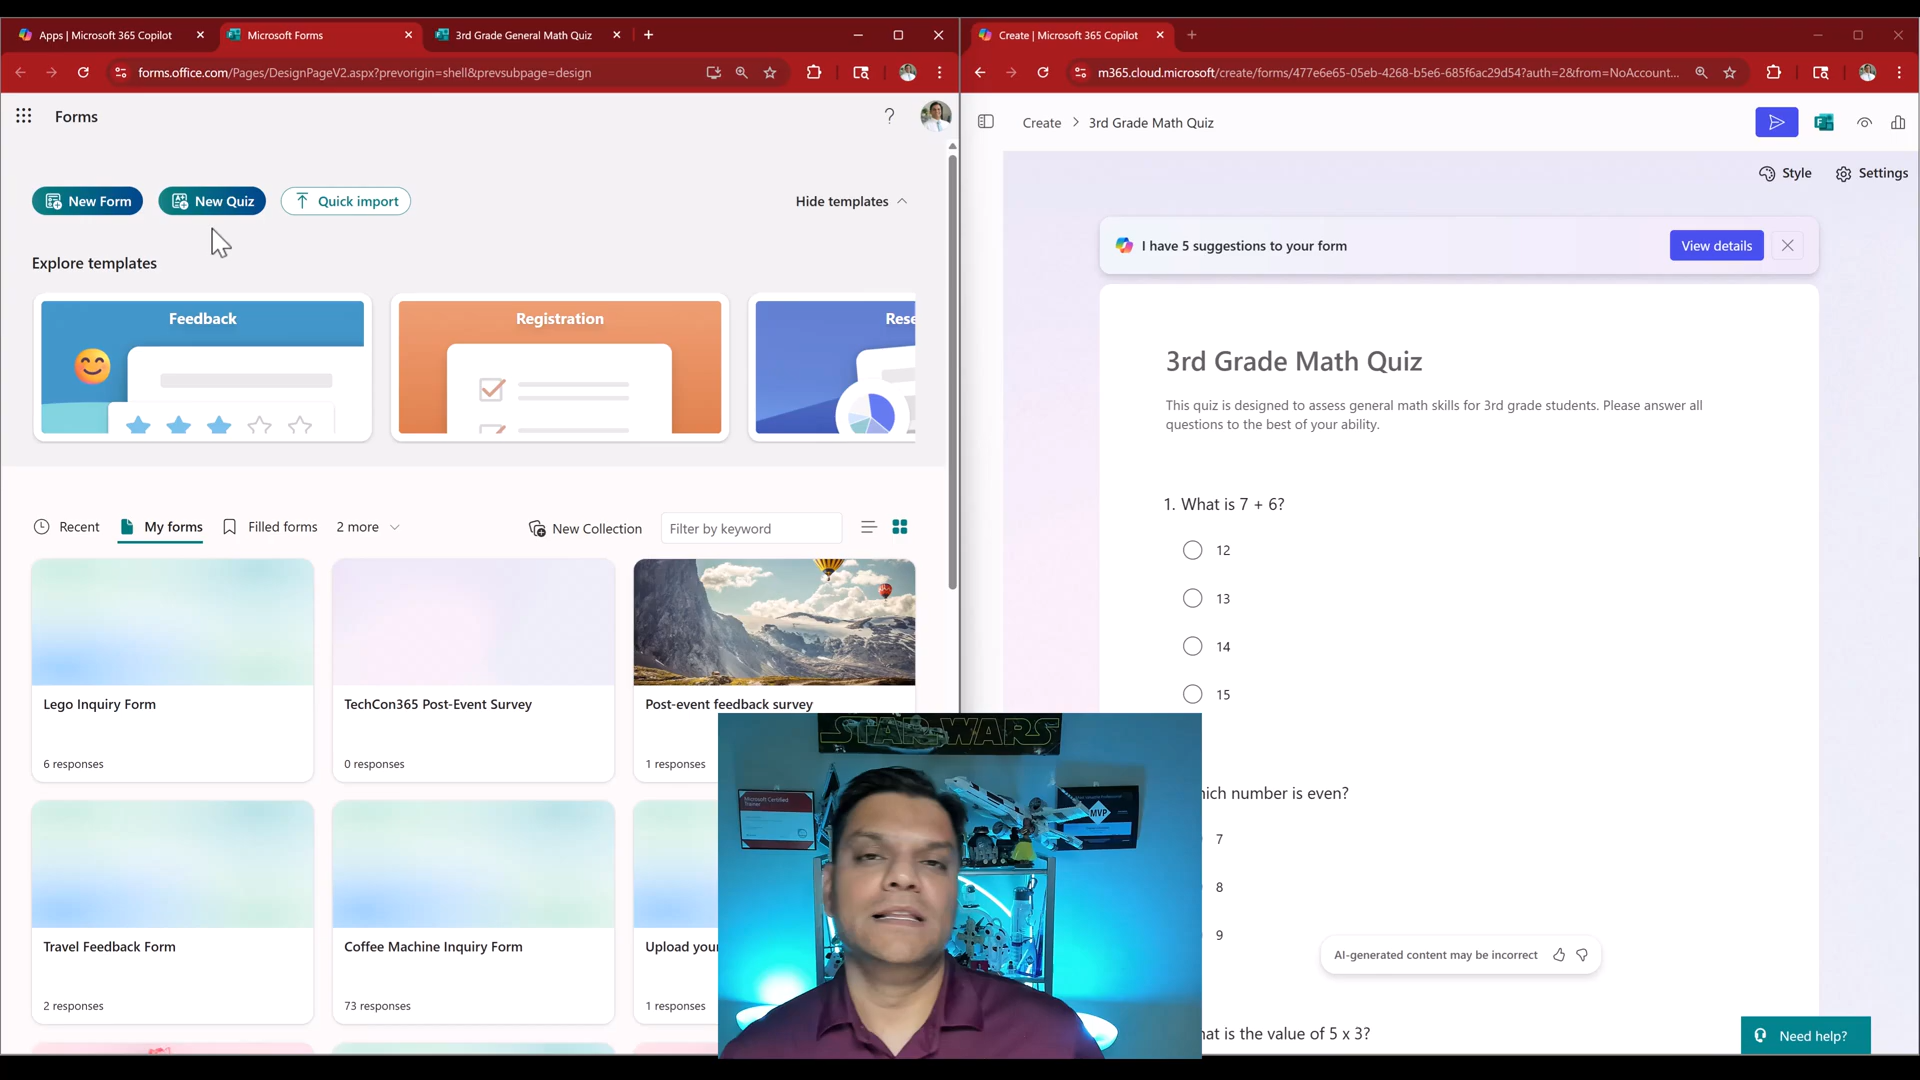 Apps | Microsoft 365 Copilot
Microsoft Forms
3rd Grade General Math Quiz
forms.office.com/Pages/DesignPageV2.aspx?prevorigin=shell&prevsubpage=design
Forms
New Form
New Quiz
Quick import
Hide templates
Explore templates
Feedback
Registration
Rese
Recent
My forms
Filled forms
2 more
New Collection
Filter by keyword
Lego Inquiry Form
6 responses
TechCon365 Post-Event Survey
0 responses
Post-event feedback survey
1 responses
Travel Feedback Form
2 responses
Coffee Machine Inquiry Form
73 responses
Upload your
1 responses
STAR WARS
Microsoft Certified
Trainer
MVP
Create | Microsoft 365 Copilot
m365.cloud.microsoft/create/forms/477e6e65-05eb-4268-b5e6-685f6ac29d54?auth=2&from=NoAccount...
Create > 3rd Grade Math Quiz
Style
Settings
I have 5 suggestions to your form
View details
3rd Grade Math Quiz
This quiz is designed to assess general math skills for 3rd grade students. Please answer all
questions to the best of your ability.
1. What is 7 + 6?
12
13
14
15
hich number is even?
7
8
9
AI-generated content may be incorrect
hat is the value of 5 x 3?
Need help?